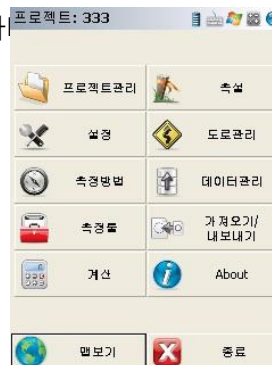 프로젝트: 333
프로젝트관리
측설
설정
도로관리
측정방법
데이터관리
측정툴
가져오기/
내보내기
계산
About
맵보기
종료